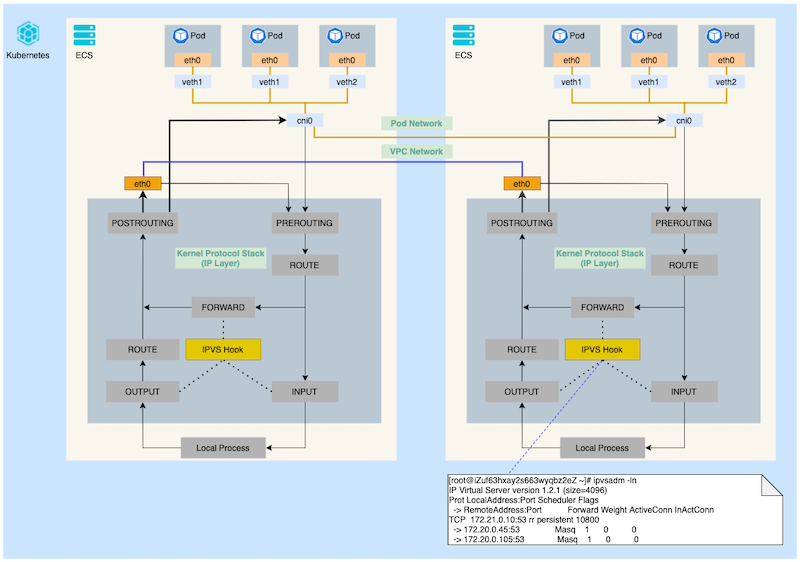 Kubernetes
ECS
Pod
Pod
Pod
eth0
eth0
eth0
veth1
veth1
veth2
cni0
eth0
POSTROUTING
PREROUTING
Kernel Protocol Stack
(IP Layer)
ROUTE
FORWARD
ROUTE
IPVS Hook
OUTPUT
INPUT
Local Process
Pod Network
VPC Network
ECS
Pod
Pod
Pod
eth0
eth0
eth0
veth1
veth1
veth2
cni0
eth0
POSTROUTING
PREROUTING
Kernel Protocol Stack
(IP Layer)
ROUTE
FORWARD
ROUTE
IPVS Hook
OUTPUT
INPUT
Local Process
[root@iZuf63hxay2s663wyqbz2eZ ~]# ipvsadm -ln
IP Virtual Server version 1.2.1 (size=4096)
Prot LocalAddress:Port Scheduler Flags
-> RemoteAddress:Port Forward Weight ActiveConn InActConn
TCP 172.21.0.10:53 rr persistent 10800
-> 172.20.0.45:53 Masq 1 0 0
-> 172.20.0.105:53 Masq 1 0 0